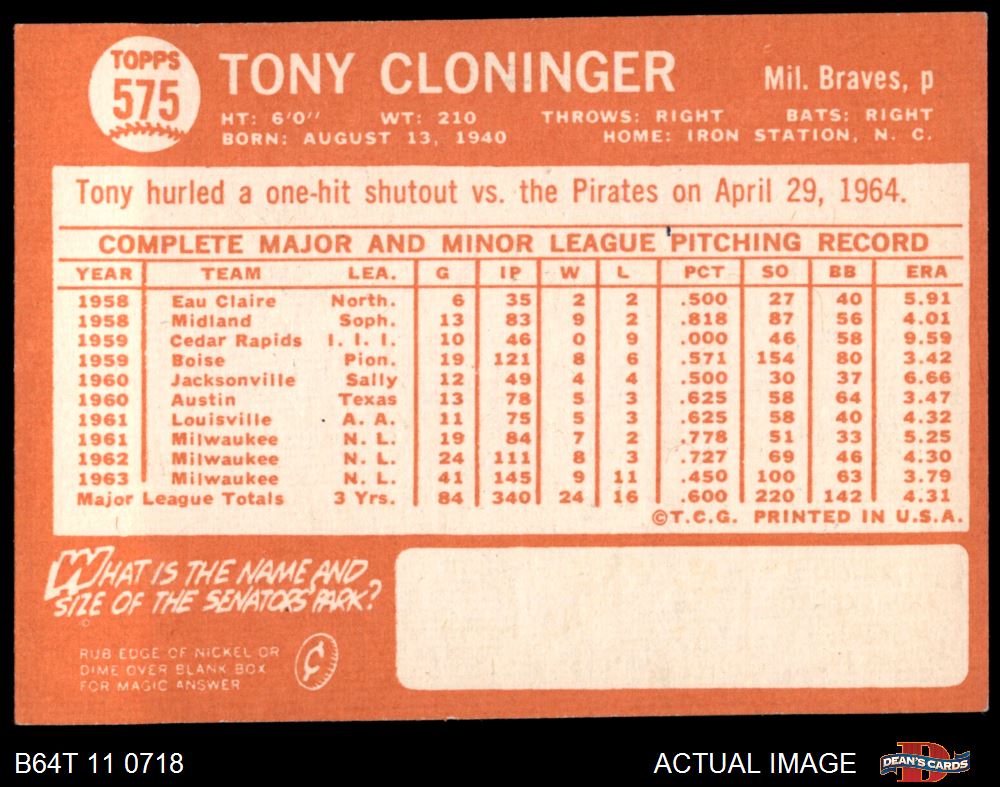 TOPPS
575
TONY CLONINGER
Mil. Braves, p
HT: 6'0" WT: 210 THROWS: RIGHT BATS: RIGHT
BORN: AUGUST 13, 1940 HOME: IRON STATION, N. C.
Tony hurled a one-hit shutout vs. the Pirates on April 29, 1964.
COMPLETE MAJOR AND MINOR LEAGUE PITCHING RECORD
YEAR TEAM LEA. G IP W L PCT SO BB ERA
1958 Eau Claire North. 6 35 2 2 .500 27 40 5.91
1958 Midland Soph. 13 83 9 2 .818 87 56 4.01
1959 Cedar Rapids I. I. I. 10 46 0 9 .000 46 58 9.59
1959 Boise Pion. 19 121 8 6 .571 154 80 3.42
1960 Jacksonville Sally 12 49 4 4 .500 30 37 6.66
1960 Austin Texas 13 78 5 3 .625 58 64 3.47
1961 Louisville A. A. 11 75 5 3 .625 58 40 4.32
1961 Milwaukee N. L. 19 84 7 2 .778 51 33 5.25
1962 Milwaukee N. L. 24 111 8 3 .727 69 46 4.30
1963 Milwaukee N. L. 41 145 9 11 .450 100 63 3.79
Major League Totals 3 Yrs. 84 340 24 16 .600 220 142 4.31
©T.C.G. PRINTED IN U.S.A.
WHAT IS THE NAME AND
SIZE OF THE SENATORS PARK?
RUB EDGE OF NICKEL OR
DIME OVER BLANK BOX
FOR MAGIC ANSWER
¢
B64T 11 0718
ACTUAL IMAGE
DEAN'S CARDS